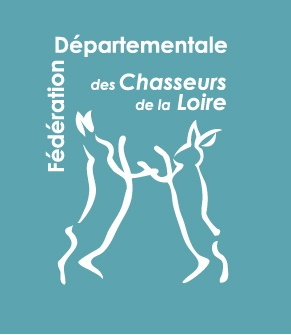 Fédération
Départementale
des Chasseurs
de la Loire